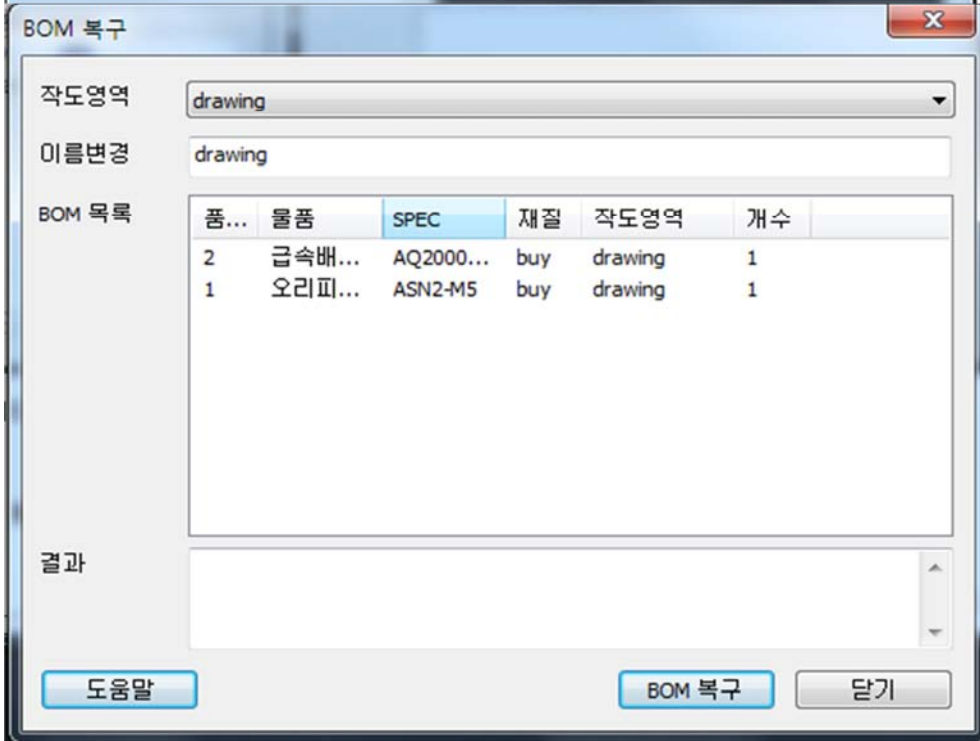 BOM 복구
작도영역 drawing
이름변경 drawing
BOM 목록 품... 물품 SPEC 재질 작도영역 개수
2 급속배... AQ2000... buy drawing 1
1 오리피... ASN2-M5 buy drawing 1
결과
도움말 BOM 복구 닫기